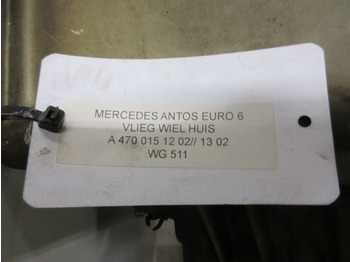 MERCEDES ANTOS EURO 6
VLIEG WIEL HUIS
A 470 015 12 02// 13 02
WG 511